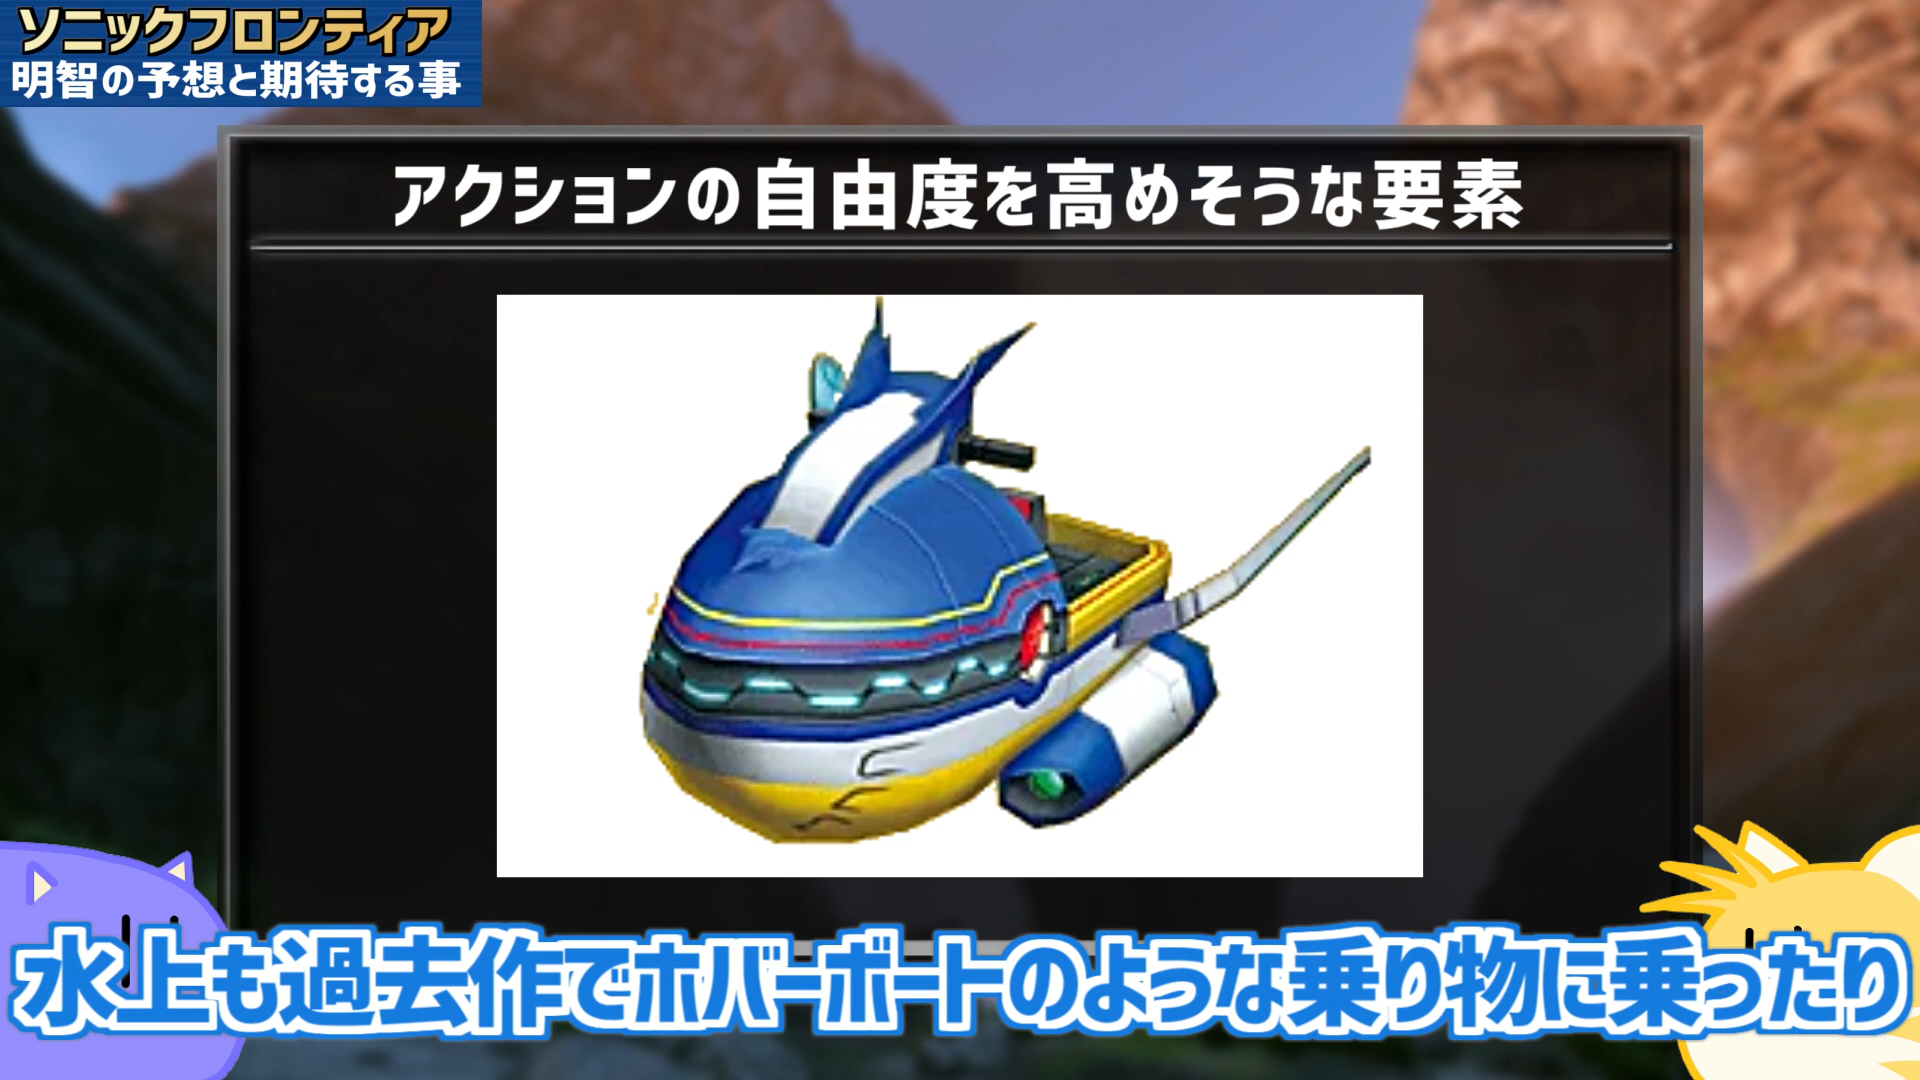 ソニックフロンティア
明智の予想と期待する事
アクションの自由度を高めそうな要素
水上も過去作でホバーボートのような乗り物に乗ったり